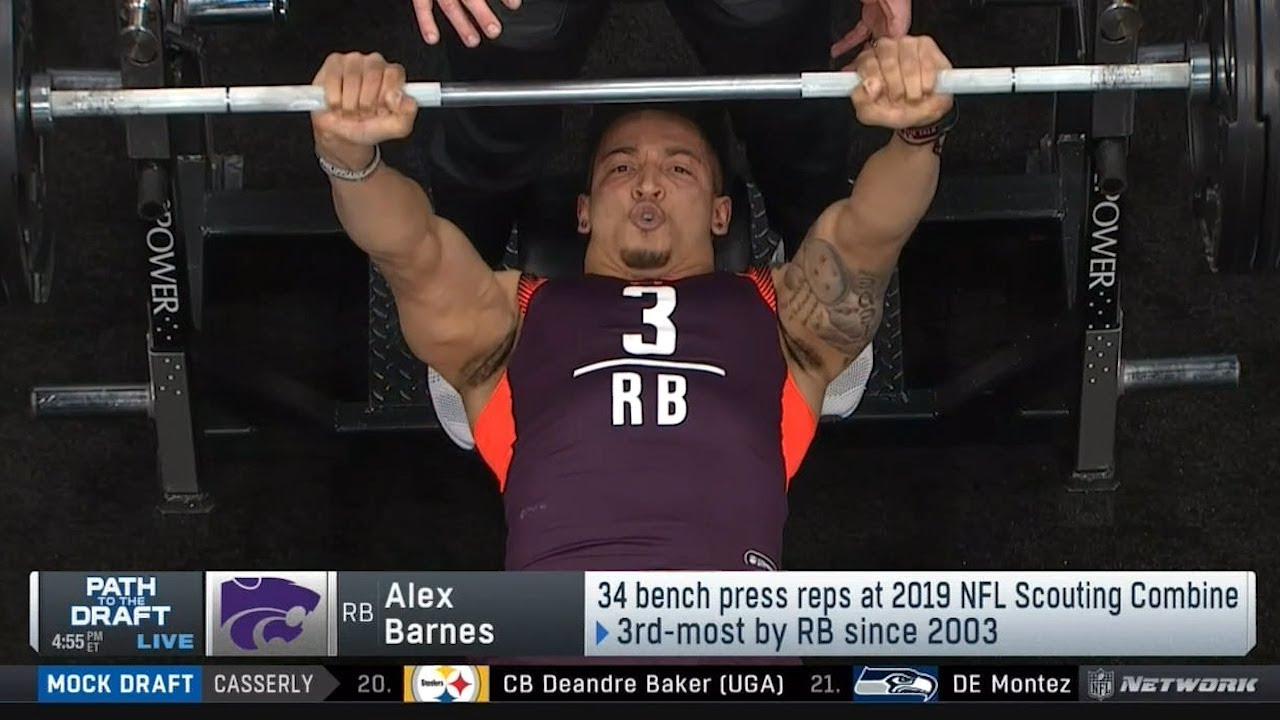 POWER
POWER
3
RB
PATH
TO THE
DRAFT
4:55 PM ET LIVE
RB
Alex
Barnes
34 bench press reps at 2019 NFL Scouting Combine
3rd-most by RB since 2003
MOCK DRAFT CASSERLY 20. Steelers CB Deandre Baker (UGA) 21. DE Montez NFL NETWORK